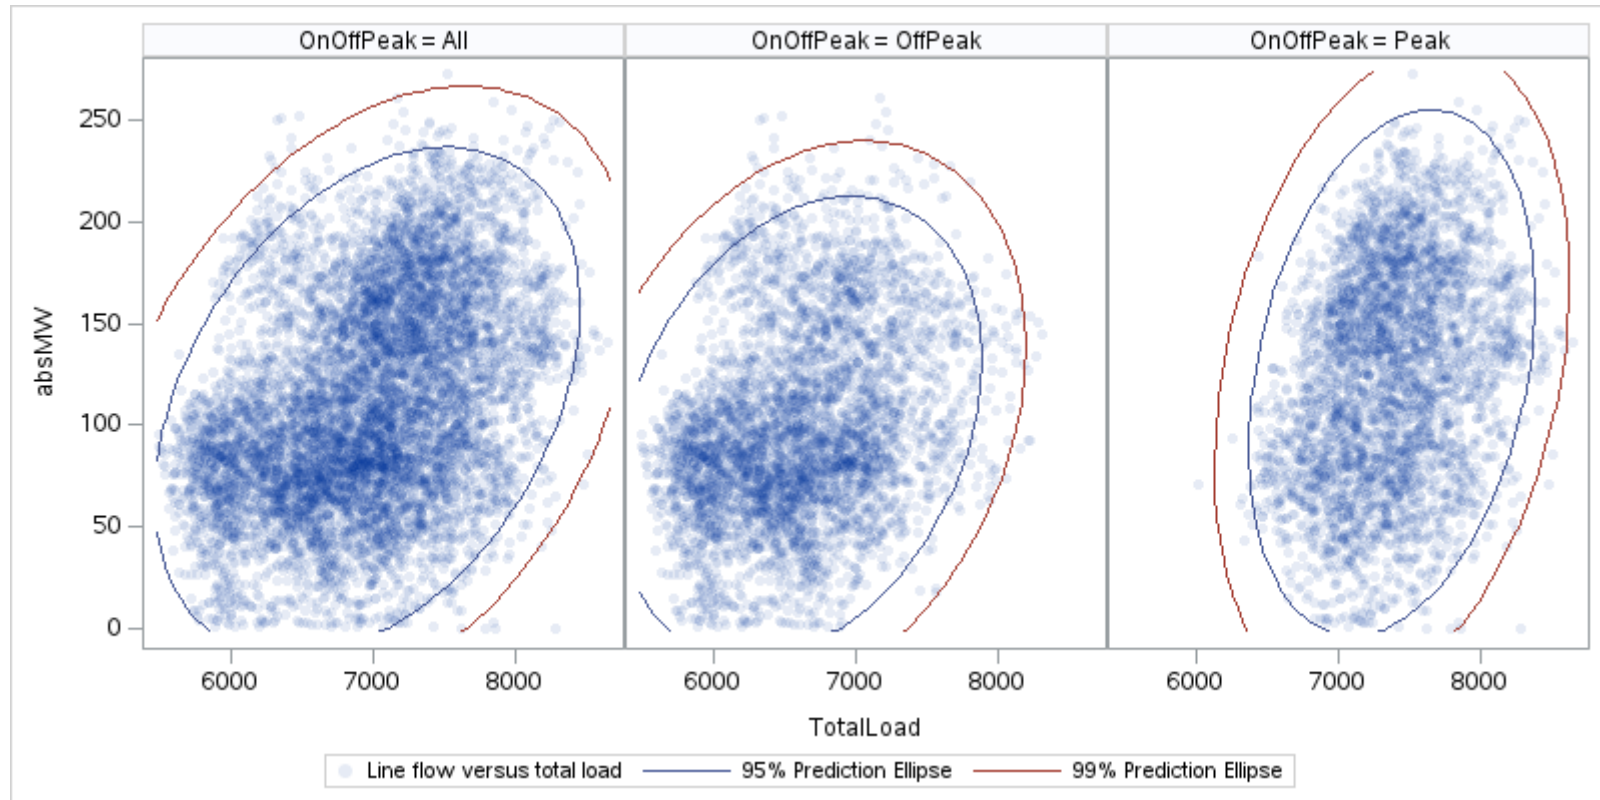 OnOffPeak = All
OnOffPeak = OffPeak
OnOffPeak = Peak
250
200
150
100
50
0
absMW
6000 7000 8000 6000 7000 8000 6000 7000 8000
TotalLoad
Line flow versus total load 95% Prediction Ellipse 99% Prediction Ellipse